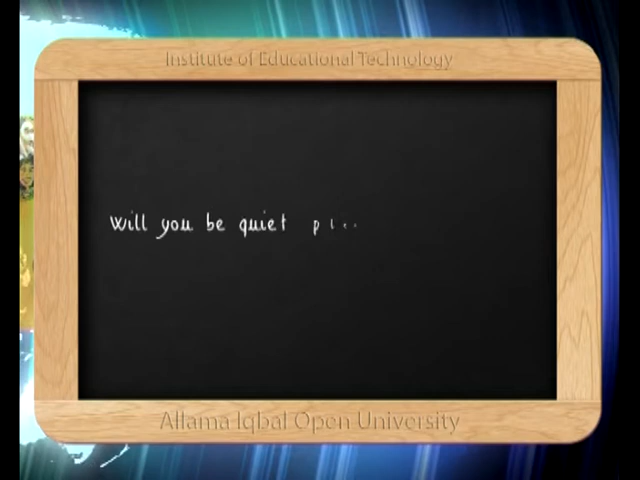 Institute of Educational Technology
Will you be quiet
Allama Iqbal Open University